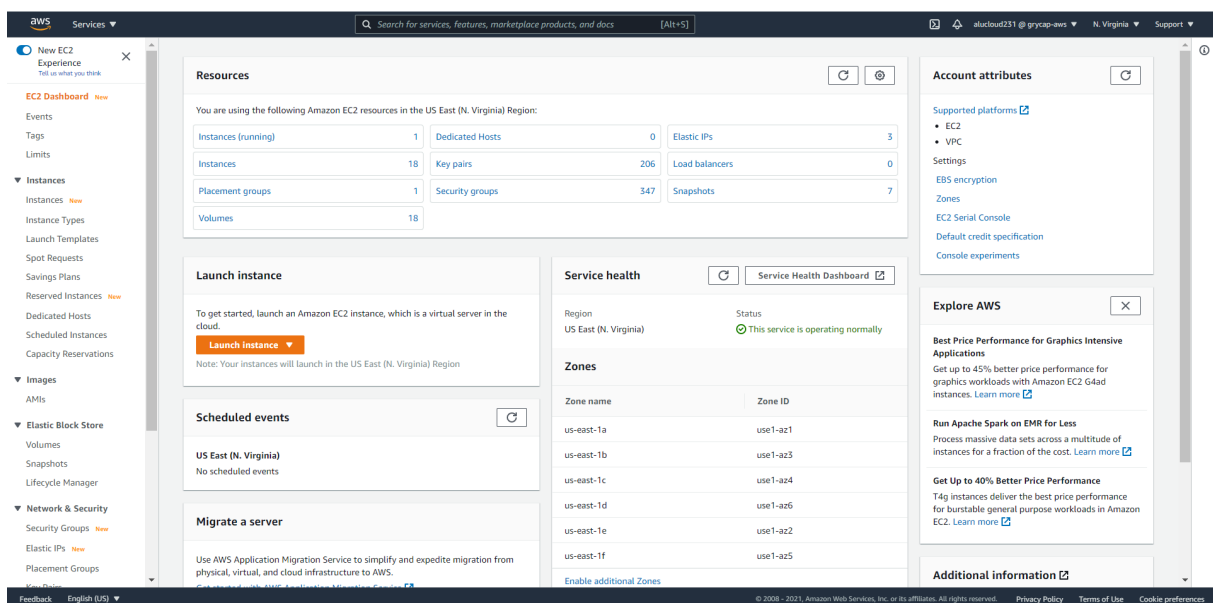 aws
Services ▼
Search for services, features, marketplace products, and docs [Alt+S]
alucloud231 @ grycap-aws ▼
N. Virginia ▼
Support ▼
New EC2
Experience
Tell us what you think
EC2 Dashboard New
Events
Tags
Limits
▼ Instances
Instances New
Instance Types
Launch Templates
Spot Requests
Savings Plans
Reserved Instances New
Dedicated Hosts
Scheduled Instances
Capacity Reservations
▼ Images
AMIs
▼ Elastic Block Store
Volumes
Snapshots
Lifecycle Manager
▼ Network & Security
Security Groups New
Elastic IPs New
Placement Groups
Key Pairs
Resources
You are using the following Amazon EC2 resources in the US East (N. Virginia) Region:
Instances (running) 1
Dedicated Hosts 0
Elastic IPs 3
Instances 18
Key pairs 206
Load balancers 0
Placement groups 1
Security groups 347
Snapshots 7
Volumes 18
Launch instance
To get started, launch an Amazon EC2 instance, which is a virtual server in the
cloud.
Launch instance ▼
Note: Your instances will launch in the US East (N. Virginia) Region
Scheduled events
US East (N. Virginia)
No scheduled events
Migrate a server
Use AWS Application Migration Service to simplify and expedite migration from
physical, virtual, and cloud infrastructure to AWS.
Get started with AWS Application Migration Service
Service health
Service Health Dashboard
Region
Status
US East (N. Virginia)
This service is operating normally
Zones
Zone name Zone ID
us-east-1a use1-az1
us-east-1b use1-az3
us-east-1c use1-az4
us-east-1d use1-az6
us-east-1e use1-az2
us-east-1f use1-az5
Enable additional Zones
Account attributes
Supported platforms
• EC2
• VPC
Settings
EBS encryption
Zones
EC2 Serial Console
Default credit specification
Console experiments
Explore AWS
Best Price Performance for Graphics Intensive
Applications
Get up to 45% better price performance for
graphics workloads with Amazon EC2 G4ad
instances. Learn more
Run Apache Spark on EMR for Less
Process massive data sets across a multitude of
instances for a fraction of the cost. Learn more
Get Up to 40% Better Price Performance
T4g instances deliver the best price performance
for burstable general purpose workloads in Amazon
EC2. Learn more
Additional information
Feedback
English (US) ▼
© 2008 - 2021, Amazon Web Services, Inc. or its affiliates. All rights reserved.
Privacy Policy
Terms of Use
Cookie preferences